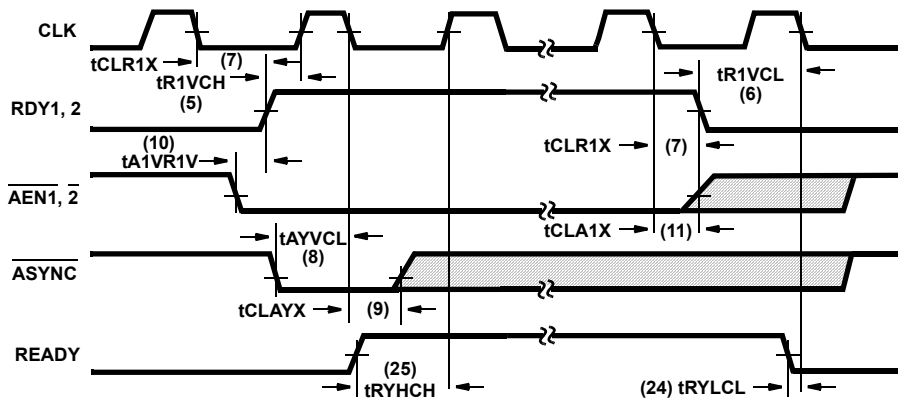 CLK
tCLR1X
(7)
tR1VCH
(5)
tR1VCL
(6)
RDY1, 2
(10)
tA1VR1V
tCLR1X
(7)
AEN1, 2
tCLA1X
(11)
tAYVCL
(8)
ASYNC
tCLAYX
(9)
READY
(25)
tRYHCH
(24) tRYLCL